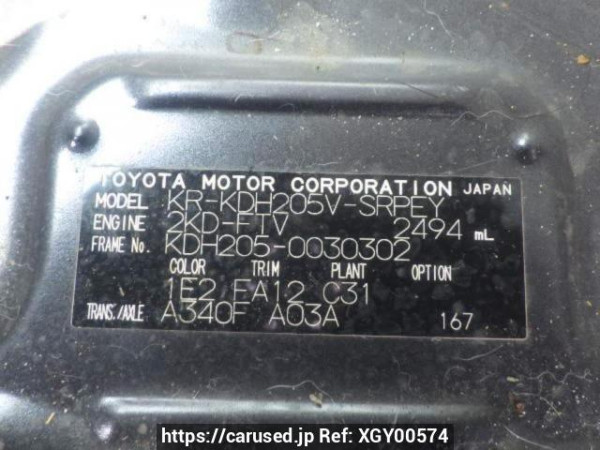 TOYOTA MOTOR CORPORATION JAPAN
MODEL KR-KDH205V-SRPEY
ENGINE 2KD-FTV 2494 mL
FRAME No. KDH205-0030302
COLOR TRIM PLANT OPTION
1E2 FA12 C31
TRANS./AXLE A340F A03A 167
https://carused.jp Ref: XGY00574